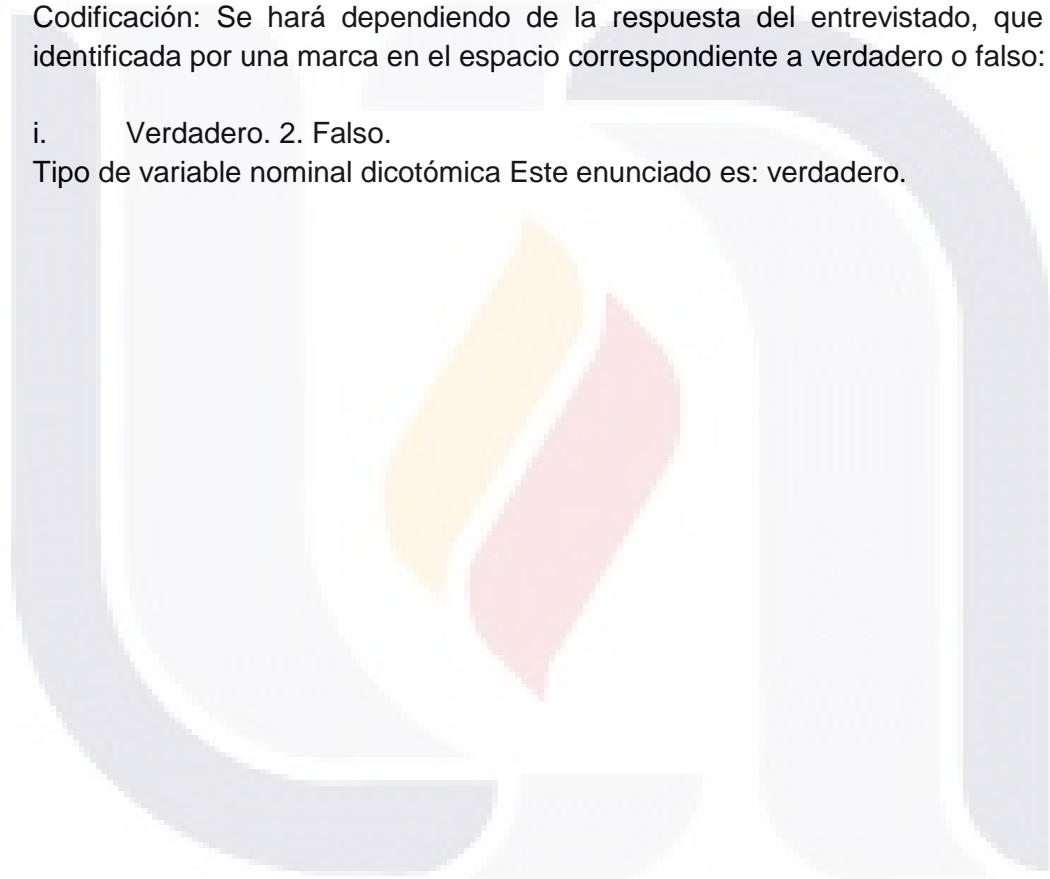 Codificación: Se hará dependiendo de la respuesta del entrevistado, que
identificada por una marca en el espacio correspondiente a verdadero o falso:
i. Verdadero. 2. Falso.
Tipo de variable nominal dicotómica Este enunciado es: verdadero.